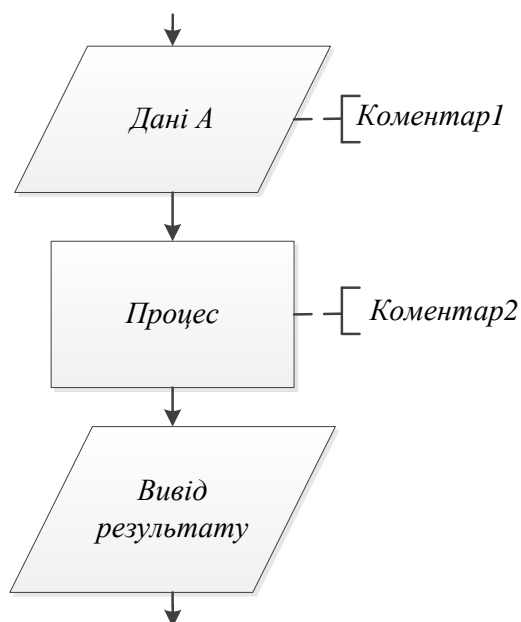 Дані А
Коментар1
Процес
Коментар2
Вивід
результату